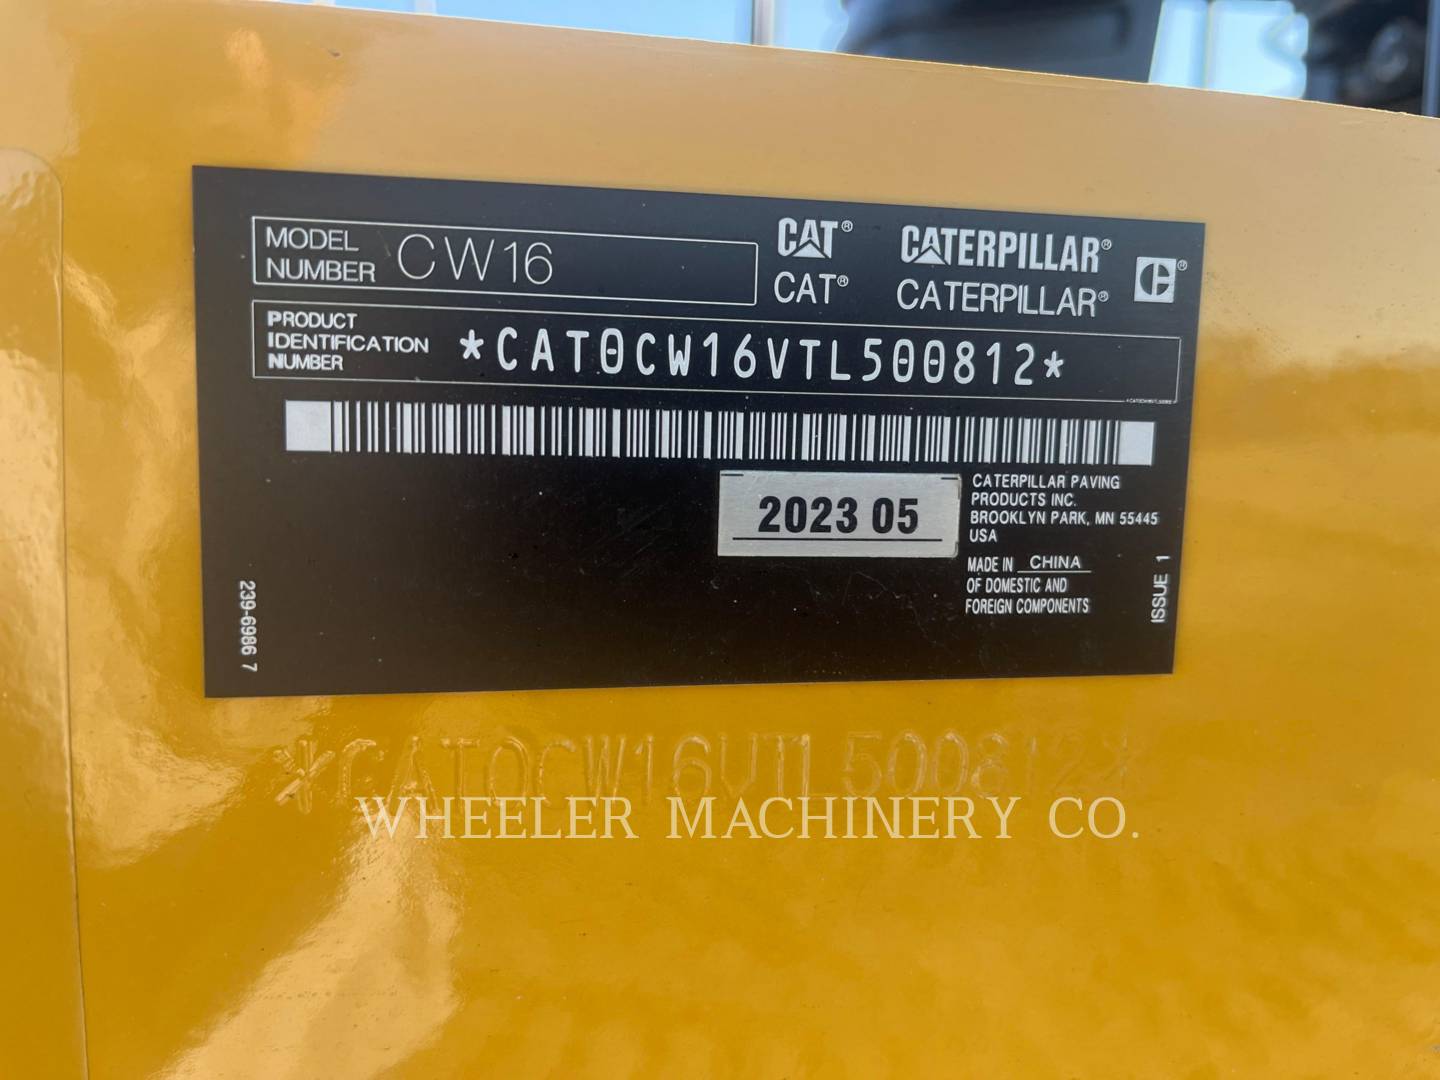 MODEL NUMBER CW16
CAT® CATERPILLAR®
CAT® CATERPILLAR®
PRODUCT IDENTIFICATION NUMBER *CAT0CW16VTL500812*
2023 05
CATERPILLAR PAVING
PRODUCTS INC.
BROOKLYN PARK, MN 55445
USA
MADE IN CHINA
OF DOMESTIC AND
FOREIGN COMPONENTS
ISSUE 1
239-6986 7
*CAT0CW16VTL500812*
WHEELER MACHINERY CO.